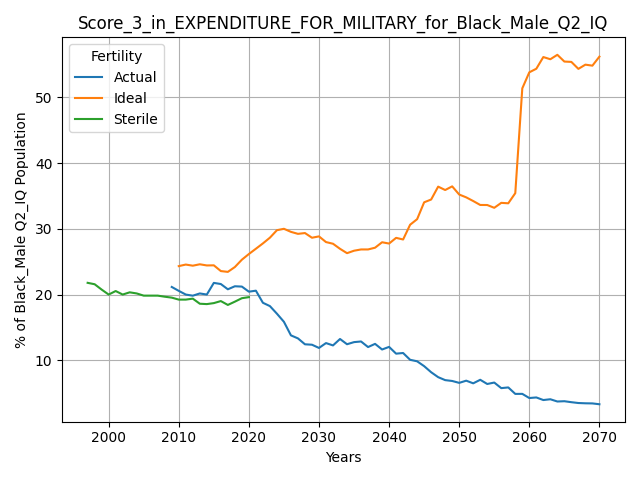 Score_3_in_EXPENDITURE_FOR_MILITARY_for_Black_Male_Q2_IQ
Fertility
Actual
Ideal
Sterile
% of Black_Male Q2_IQ Population
50
40
30
20
10
2000 2010 2020 2030 2040 2050 2060 2070
Years